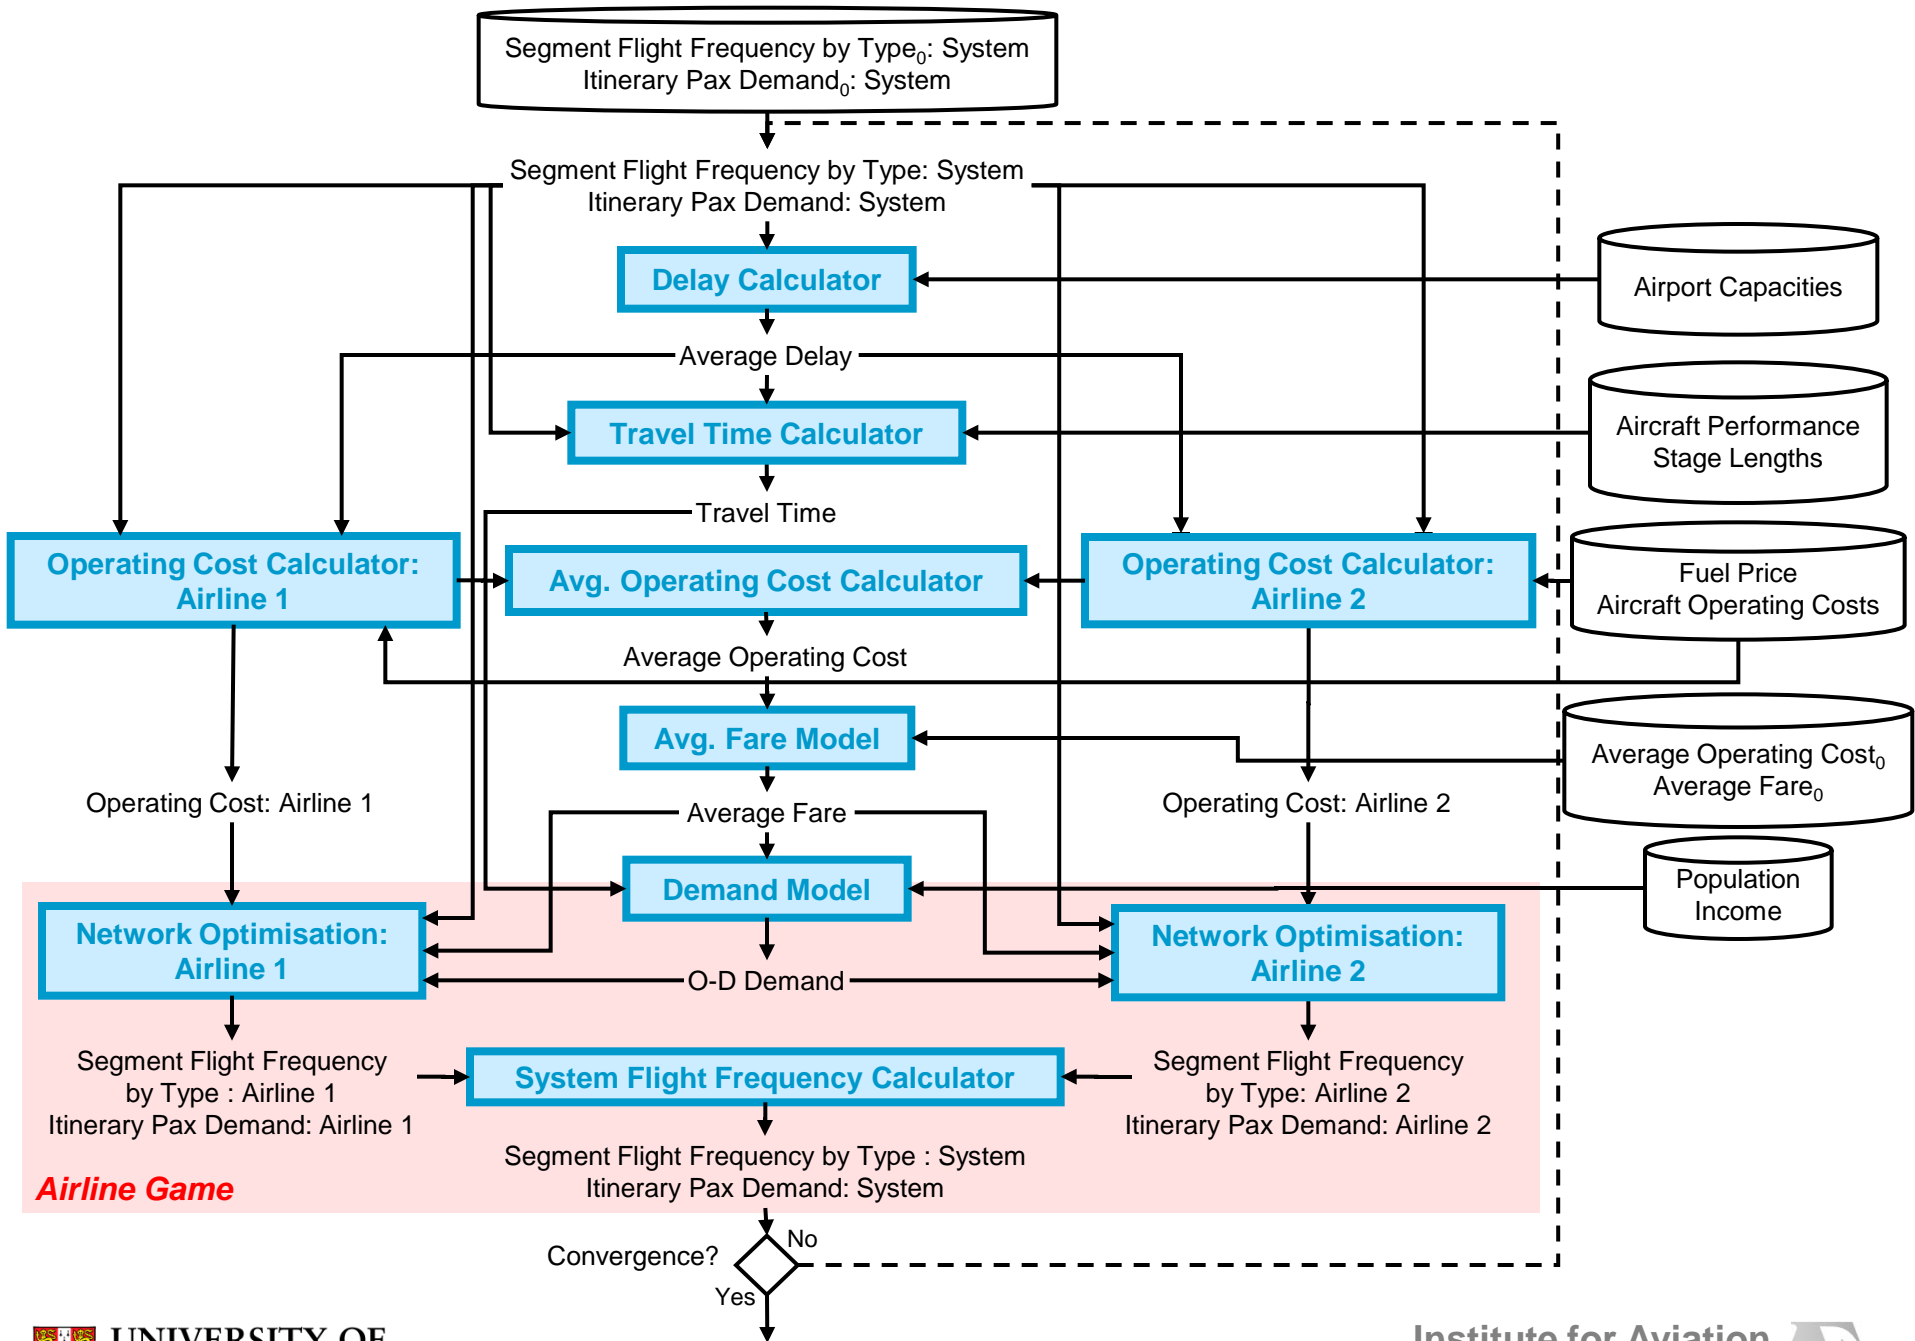 Segment Flight Frequency by Type0: System
Itinerary Pax Demand0: System
Segment Flight Frequency by Type: System
Itinerary Pax Demand: System
Delay Calculator
Airport Capacities
Average Delay
Travel Time Calculator
Aircraft Performance
Stage Lengths
Travel Time
Operating Cost Calculator:
Airline 1
Avg. Operating Cost Calculator
Operating Cost Calculator:
Airline 2
Fuel Price
Aircraft Operating Costs
Average Operating Cost
Avg. Fare Model
Average Operating Cost0
Average Fare0
Operating Cost: Airline 1
Average Fare
Operating Cost: Airline 2
Demand Model
Population
Income
Network Optimisation:
Airline 1
Network Optimisation:
Airline 2
O-D Demand
Segment Flight Frequency
by Type : Airline 1
Itinerary Pax Demand: Airline 1
System Flight Frequency Calculator
Segment Flight Frequency
by Type: Airline 2
Itinerary Pax Demand: Airline 2
Segment Flight Frequency by Type : System
Itinerary Pax Demand: System
Airline Game
Convergence?
No
Yes
UNIVERSITY OF
Institute for Aviation